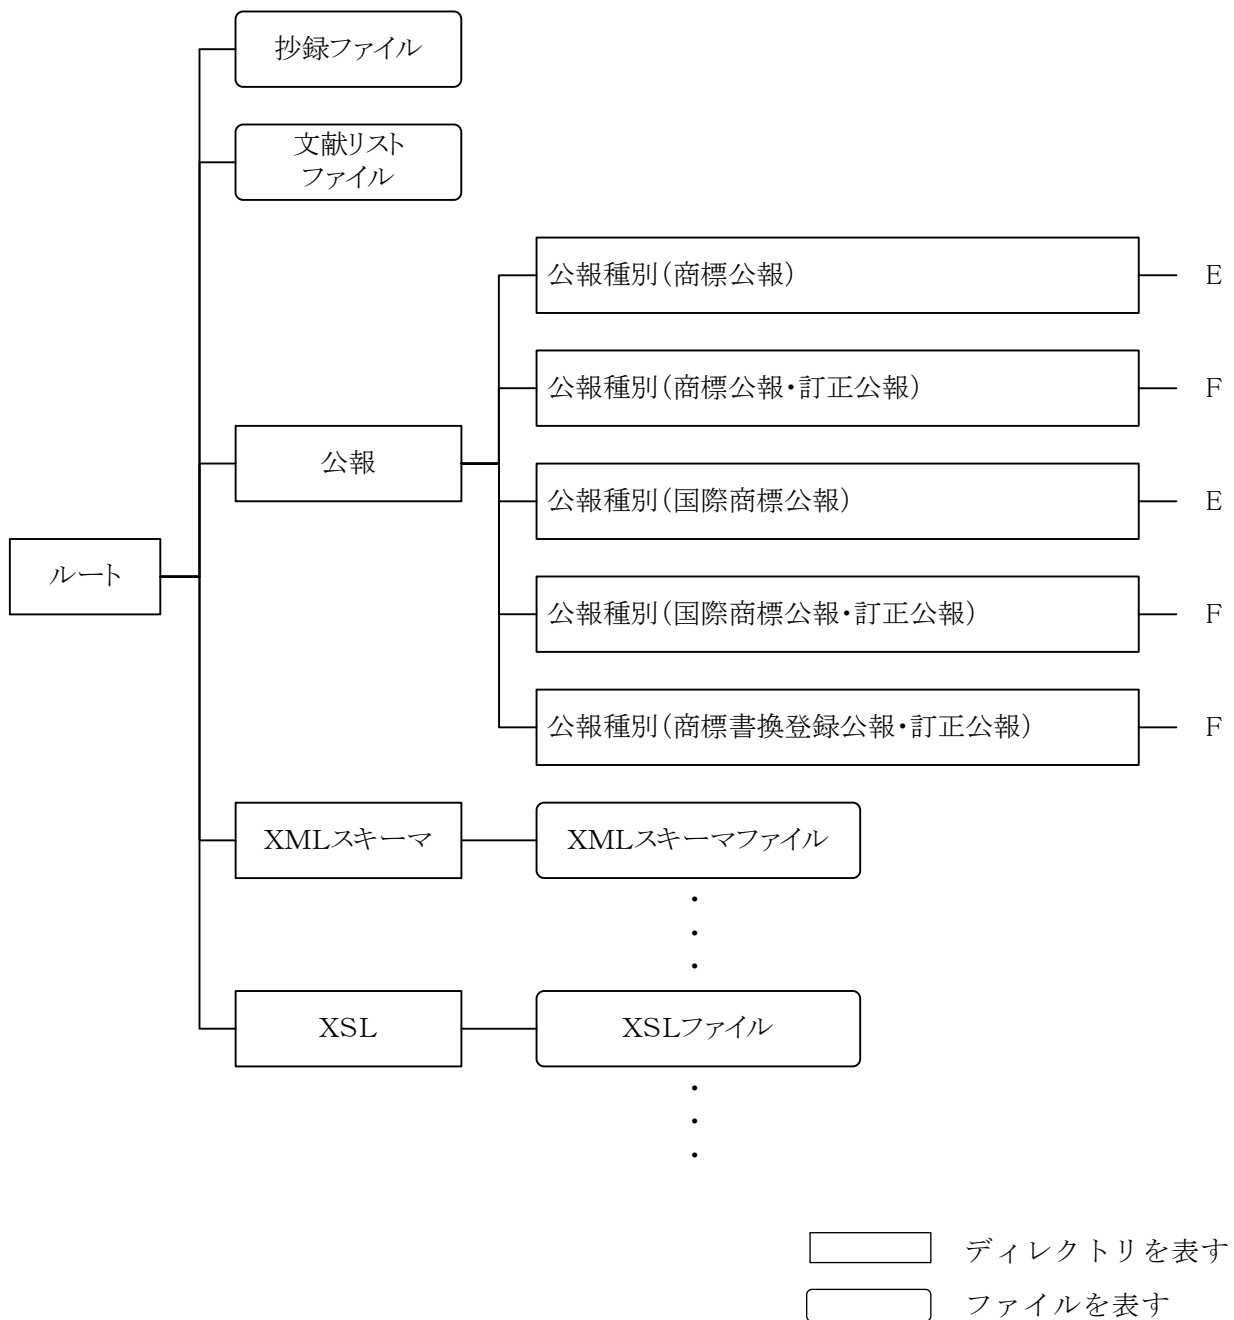 抄録ファイル
文献リスト
ファイル
公報種別(商標公報)
E
公報種別(商標公報・訂正公報)
F
公報
公報種別(国際商標公報)
E
ルート
公報種別(国際商標公報・訂正公報)
F
公報種別(商標書換登録公報・訂正公報)
F
XMLスキーマ
XMLスキーマファイル
・
・
・
XSL
XSLファイル
・
・
・
ディレクトリを表す
ファイルを表す